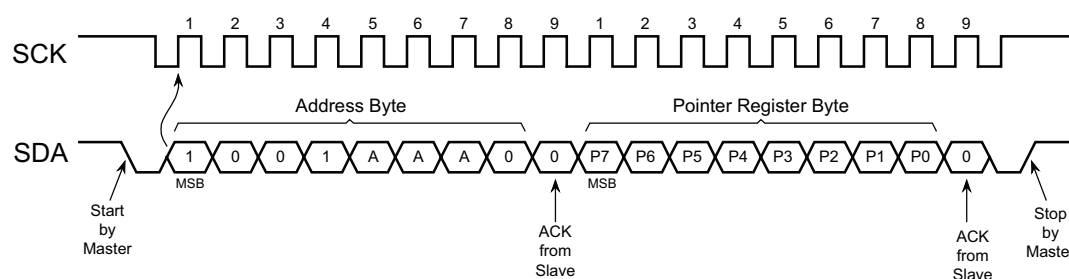 1 2 3 4 5 6 7 8 9 1 2 3 4 5 6 7 8 9
SCK
Address Byte Pointer Register Byte
SDA
1 0 0 1 A A A 0 0 P7 P6 P5 P4 P3 P2 P1 P0 0
MSB MSB
Start
by
Master
ACK
from
Slave
ACK
from
Slave
Stop
by
Maste